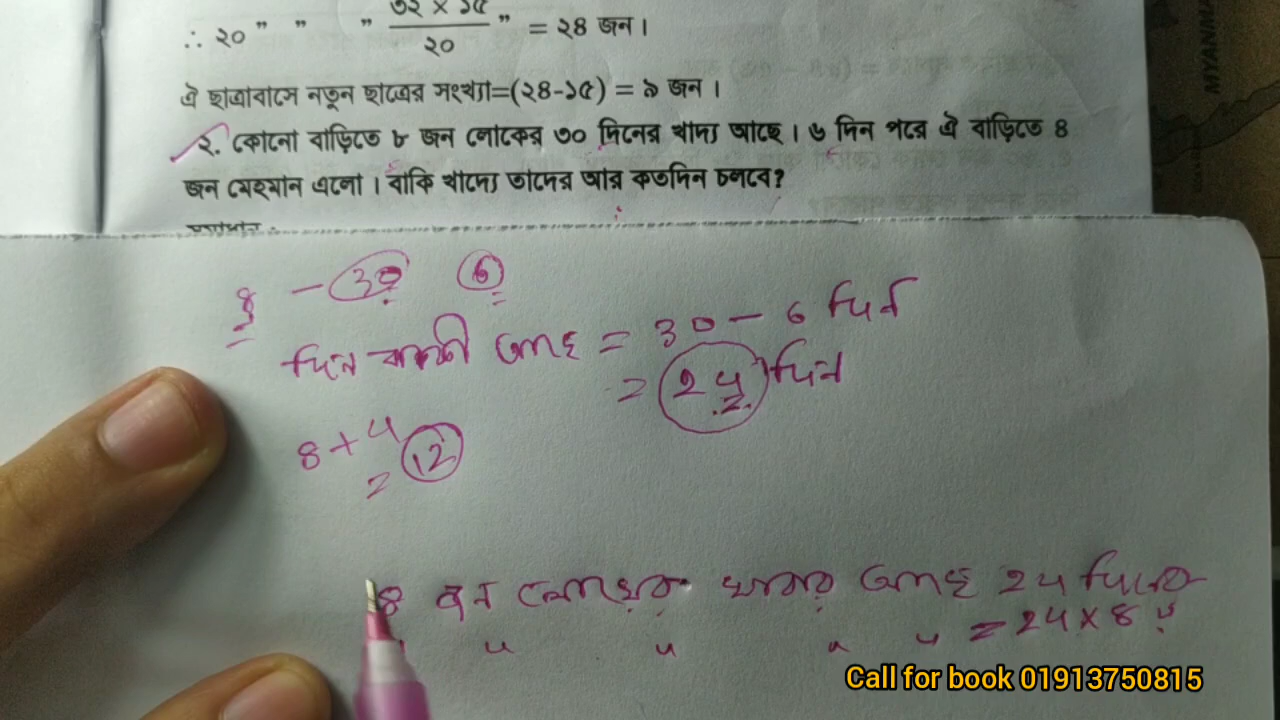 ∴ ২০ " " " ৩২ × ১৫ / ২০ " = ২৪ জন।
ঐ ছাত্রাবাসে নতুন ছাত্রের সংখ্যা=(২৪-১৫) = ৯ জন।
২. কোনো বাড়িতে ৮ জন লোকের ৩০ দিনের খাদ্য আছে। ৬ দিন পরে ঐ বাড়িতে ৪
জন মেহমান এলো। বাকি খাদ্যে তাদের আর কতদিন চলবে?
সমাধান :
8 – 30 6
দিন বাকী আছে = 30 – 6 দিন
= 24 দিন
8 + 4
= 12
8 জন লোকের খাবার আছে 24 দিনের
" " " " = 24 × 8 "
Call for book 01913750815
MYANMA